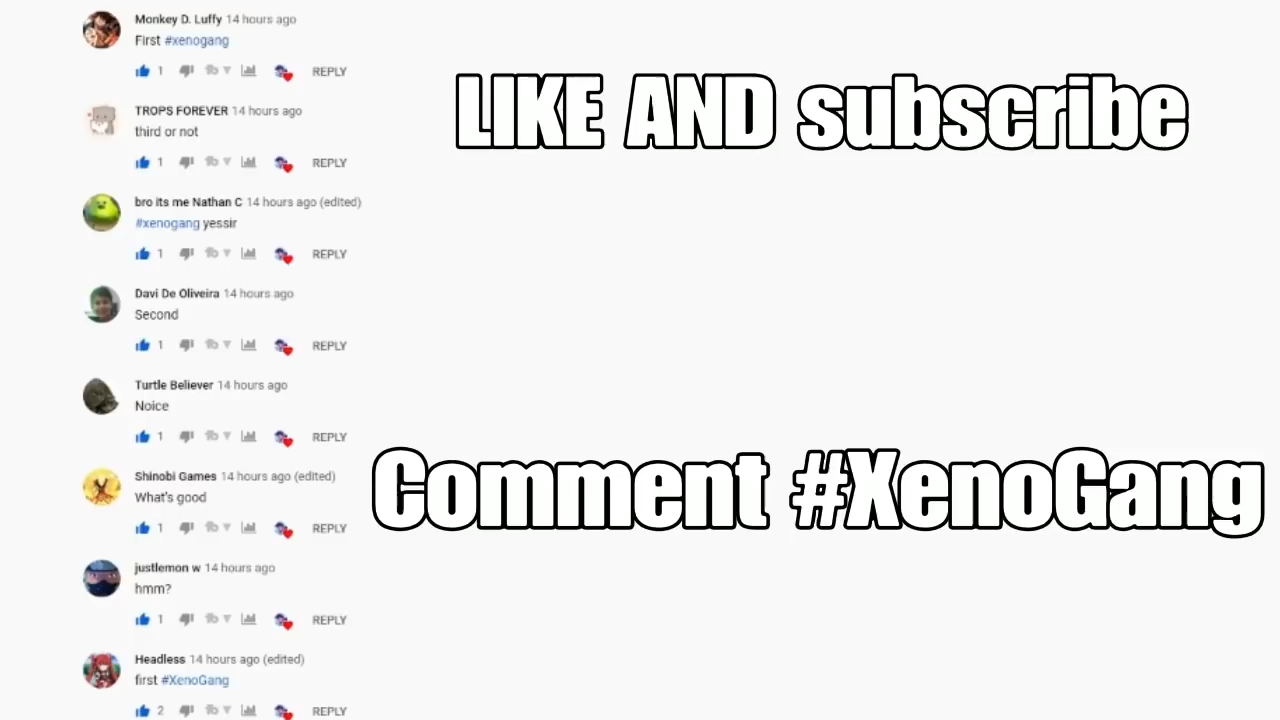 Monkey D. Luffy 14 hours ago
First #xenogang
1 REPLY
TROPS FOREVER 14 hours ago
third or not
1 REPLY
bro its me Nathan C 14 hours ago (edited)
#xenogang yessir
1 REPLY
Davi De Oliveira 14 hours ago
Second
1 REPLY
Turtle Believer 14 hours ago
Noice
1 REPLY
Shinobi Games 14 hours ago (edited)
What's good
1 REPLY
justlemon w 14 hours ago
hmm?
1 REPLY
Headless 14 hours ago (edited)
first #XenoGang
2 REPLY
LIKE AND subscribe
Comment #XenoGang